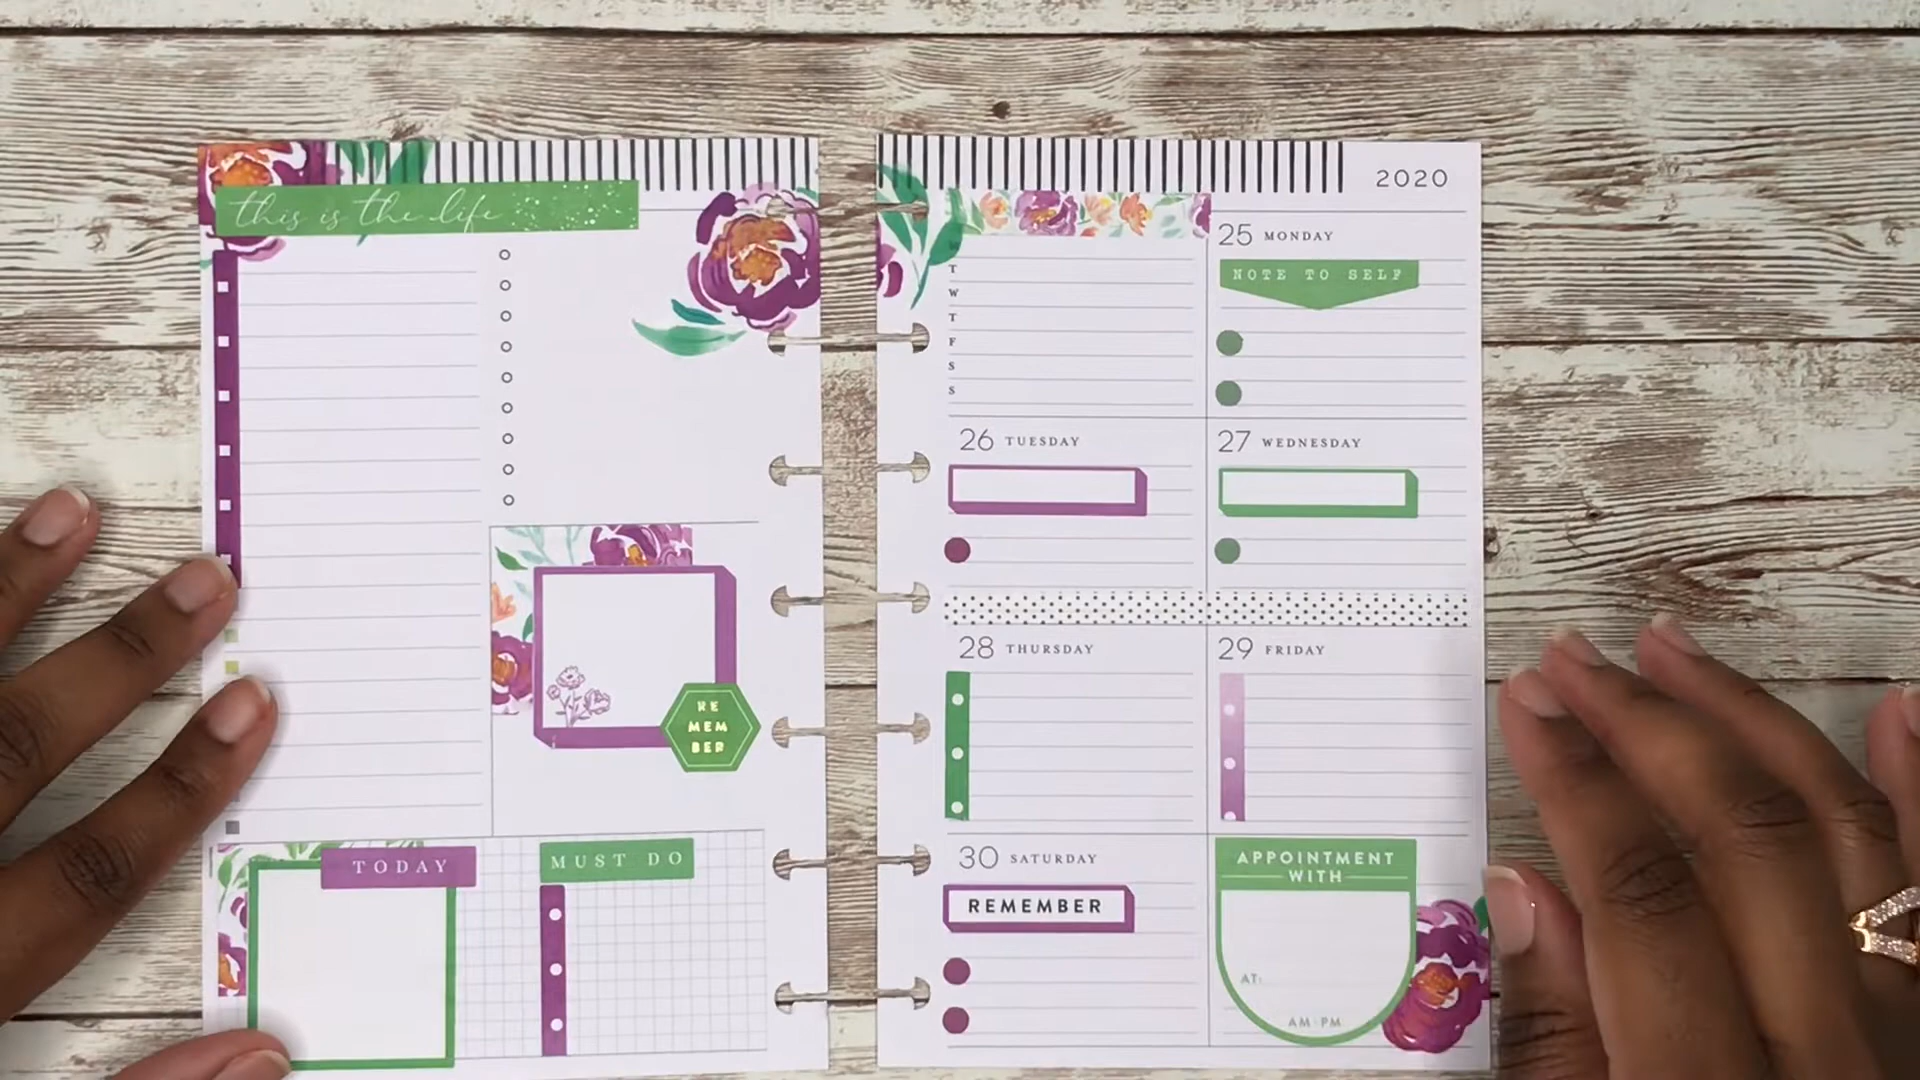 this is the life
RE
MEM
BER
TODAY
MUST DO
2020
T
W
T
F
S
S
25 MONDAY
NOTE TO SELF
26 TUESDAY
27 WEDNESDAY
28 THURSDAY
29 FRIDAY
30 SATURDAY
REMEMBER
APPOINTMENT
WITH
AT:
AM PM